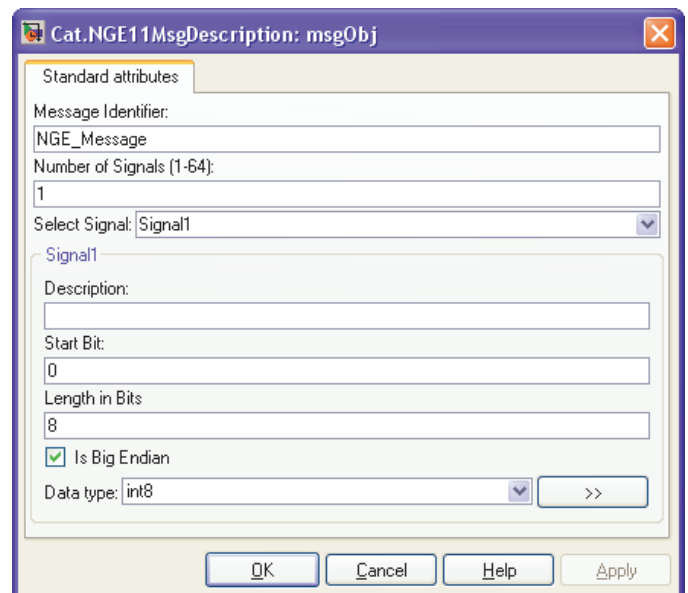 Cat.NGE11MsgDescription: msgObj
Standard attributes
Message Identifier:
NGE_Message
Number of Signals (1-64):
1
Select Signal: Signal1
Signal1
Description:
Start Bit:
0
Length in Bits
8
Is Big Endian
Data type: int8 >>
OK Cancel Help Apply